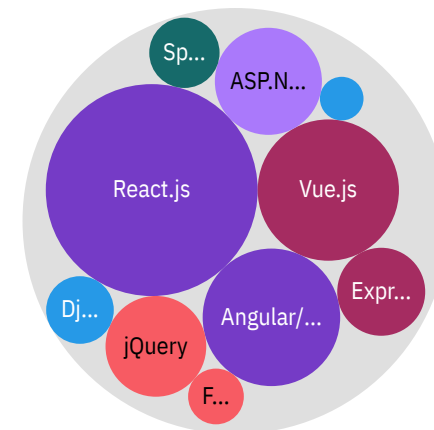 Sp...
ASP.N...
React.js
Vue.js
Expr...
Dj...
Angular/...
jQuery
F...